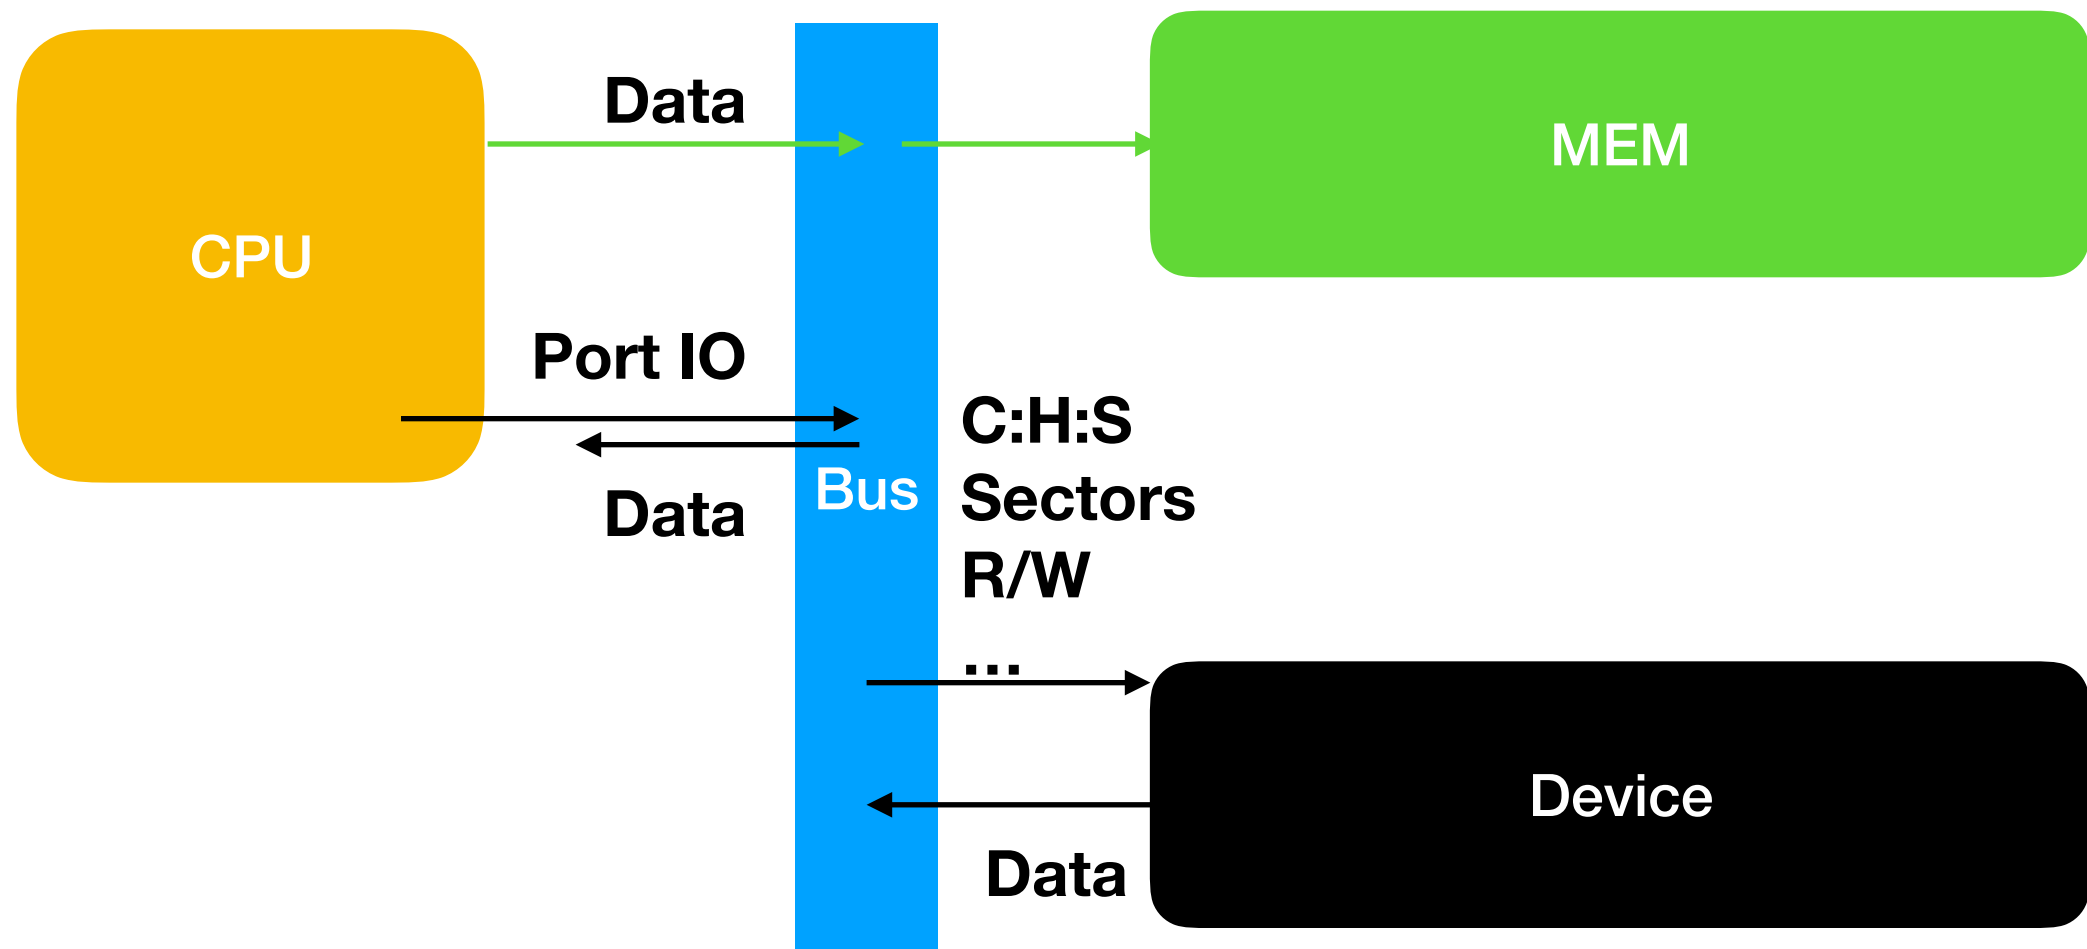 Data
MEM
CPU
Port IO
C:H:S
Bus
Sectors
Data
R/W
...
Device
Data